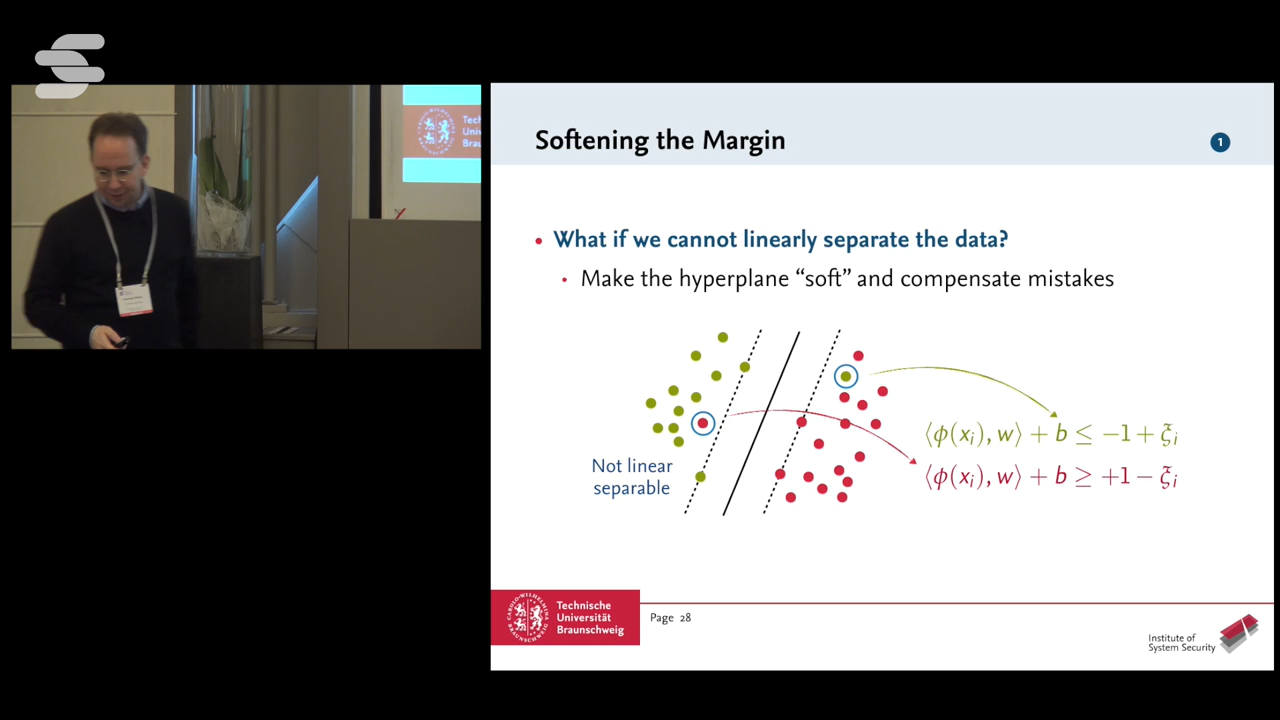 Softening the Margin
1
• What if we cannot linearly separate the data?
• Make the hyperplane “soft” and compensate mistakes
⟨ϕ(xᵢ), w⟩ + b ≤ −1 + ξᵢ
⟨ϕ(xᵢ), w⟩ + b ≥ +1 − ξᵢ
Not linear
separable
Technische
Universität
Braunschweig
Page 28
Institute of
System Security